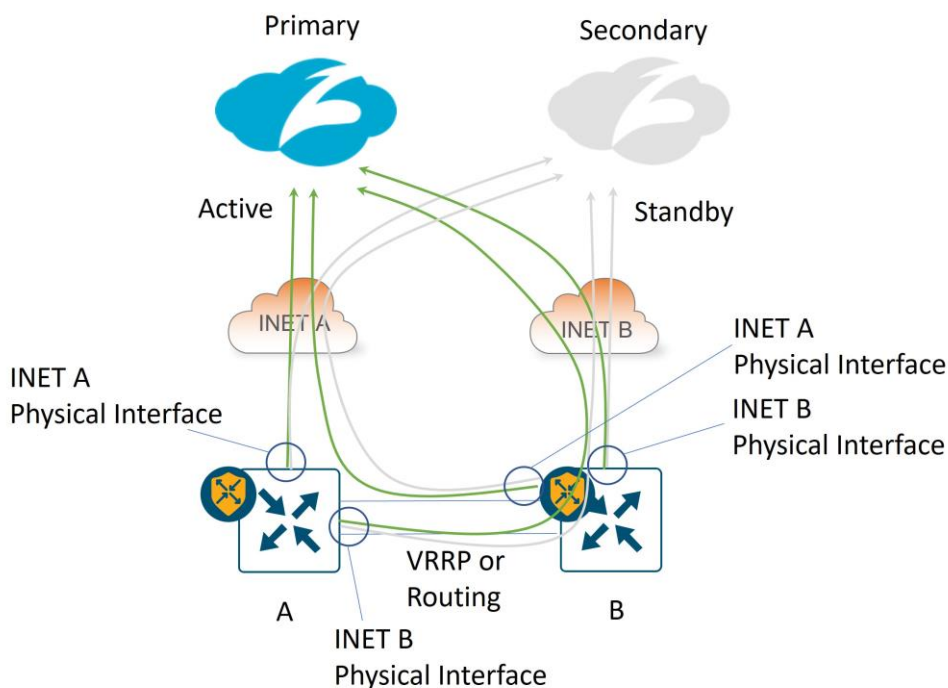 Primary
Secondary
Active
Standby
INET A
INET B
INET A
Physical Interface
INET A
Physical Interface
INET B
Physical Interface
VRRP or
Routing
A
B
INET B
Physical Interface